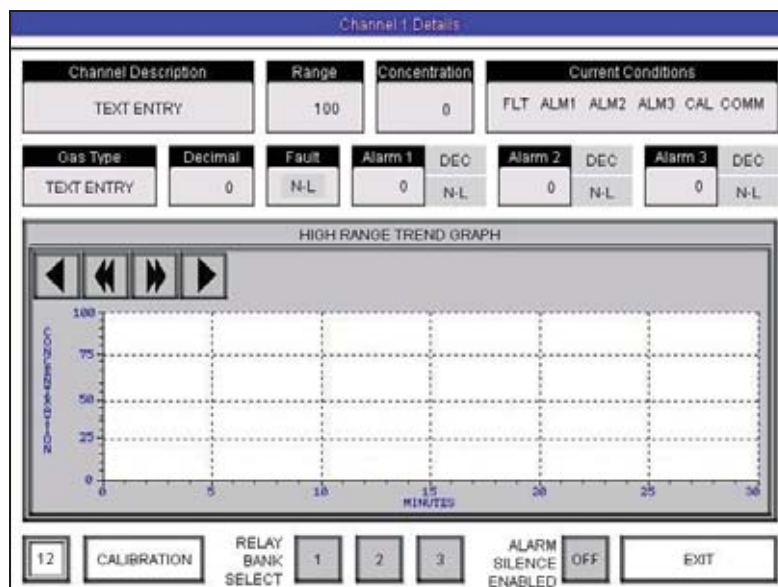 Channel 1 Details
Channel Description Range Concentration Current Conditions
TEXT ENTRY 100 0 FLT ALM1 ALM2 ALM3 CAL COMM
Gas Type Decimal Fault Alarm 1 DEC Alarm 2 DEC Alarm 3 DEC
TEXT ENTRY 0 N-L 0 N-L 0 N-L 0 N-L
HIGH RANGE TREND GRAPH
100
75
50
25
0
CONCENTRATION
0 5 10 15 20 25 30
MINUTES
12 CALIBRATION
RELAY
BANK
SELECT
1 2 3
ALARM
SILENCE
ENABLED
OFF EXIT